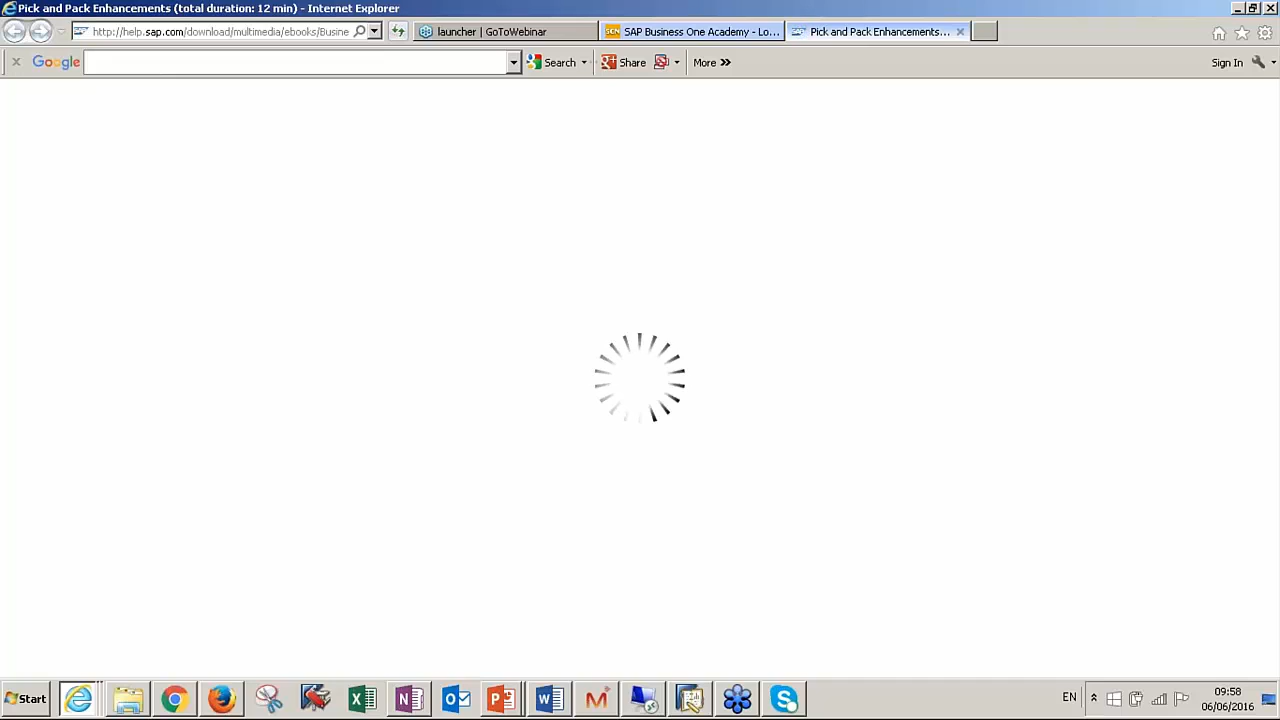 Pick and Pack Enhancements (total duration: 12 min) - Internet Explorer
http://help.sap.com/download/multimedia/ebooks/Busine
launcher | GoToWebinar
SCN SAP Business One Academy - Lo...
Pick and Pack Enhancements...
Google
Search
Share
More
Sign In
Start
EN
09:58
06/06/2016